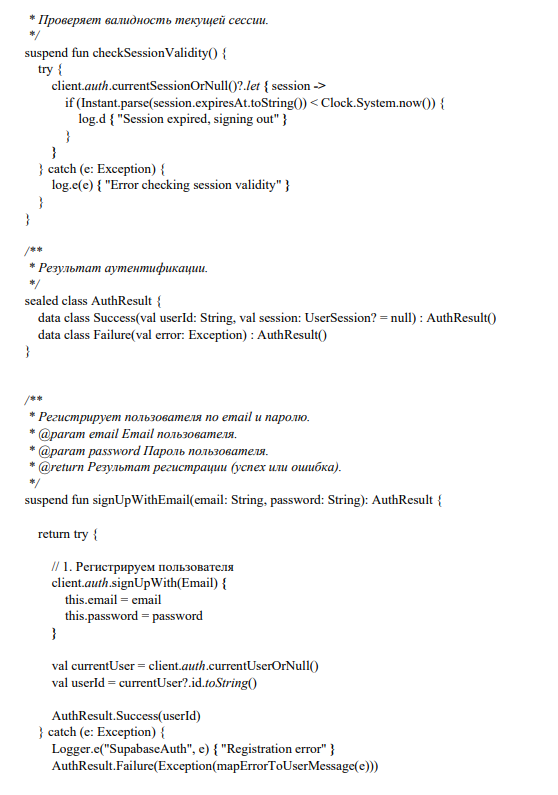 * Проверяет валидность текущей сессии.
*/
suspend fun checkSessionValidity() {
try {
client.auth.currentSessionOrNull()?.let { session ->
if (Instant.parse(session.expiresAt.toString()) < Clock.System.now()) {
log.d { "Session expired, signing out" }
}
}
} catch (e: Exception) {
log.e(e) { "Error checking session validity" }
}
}
/**
* Результат аутентификации.
*/
sealed class AuthResult {
data class Success(val userId: String, val session: UserSession? = null) : AuthResult()
data class Failure(val error: Exception) : AuthResult()
}
/**
* Регистрирует пользователя по email и паролю.
* @param email Email пользователя.
* @param password Пароль пользователя.
* @return Результат регистрации (успех или ошибка).
*/
suspend fun signUpWithEmail(email: String, password: String): AuthResult {
return try {
// 1. Регистрируем пользователя
client.auth.signUpWith(Email) {
this.email = email
this.password = password
}
val currentUser = client.auth.currentUserOrNull()
val userId = currentUser?.id.toString()
AuthResult.Success(userId)
} catch (e: Exception) {
Logger.e("SupabaseAuth", e) { "Registration error" }
AuthResult.Failure(Exception(mapErrorToUserMessage(e)))